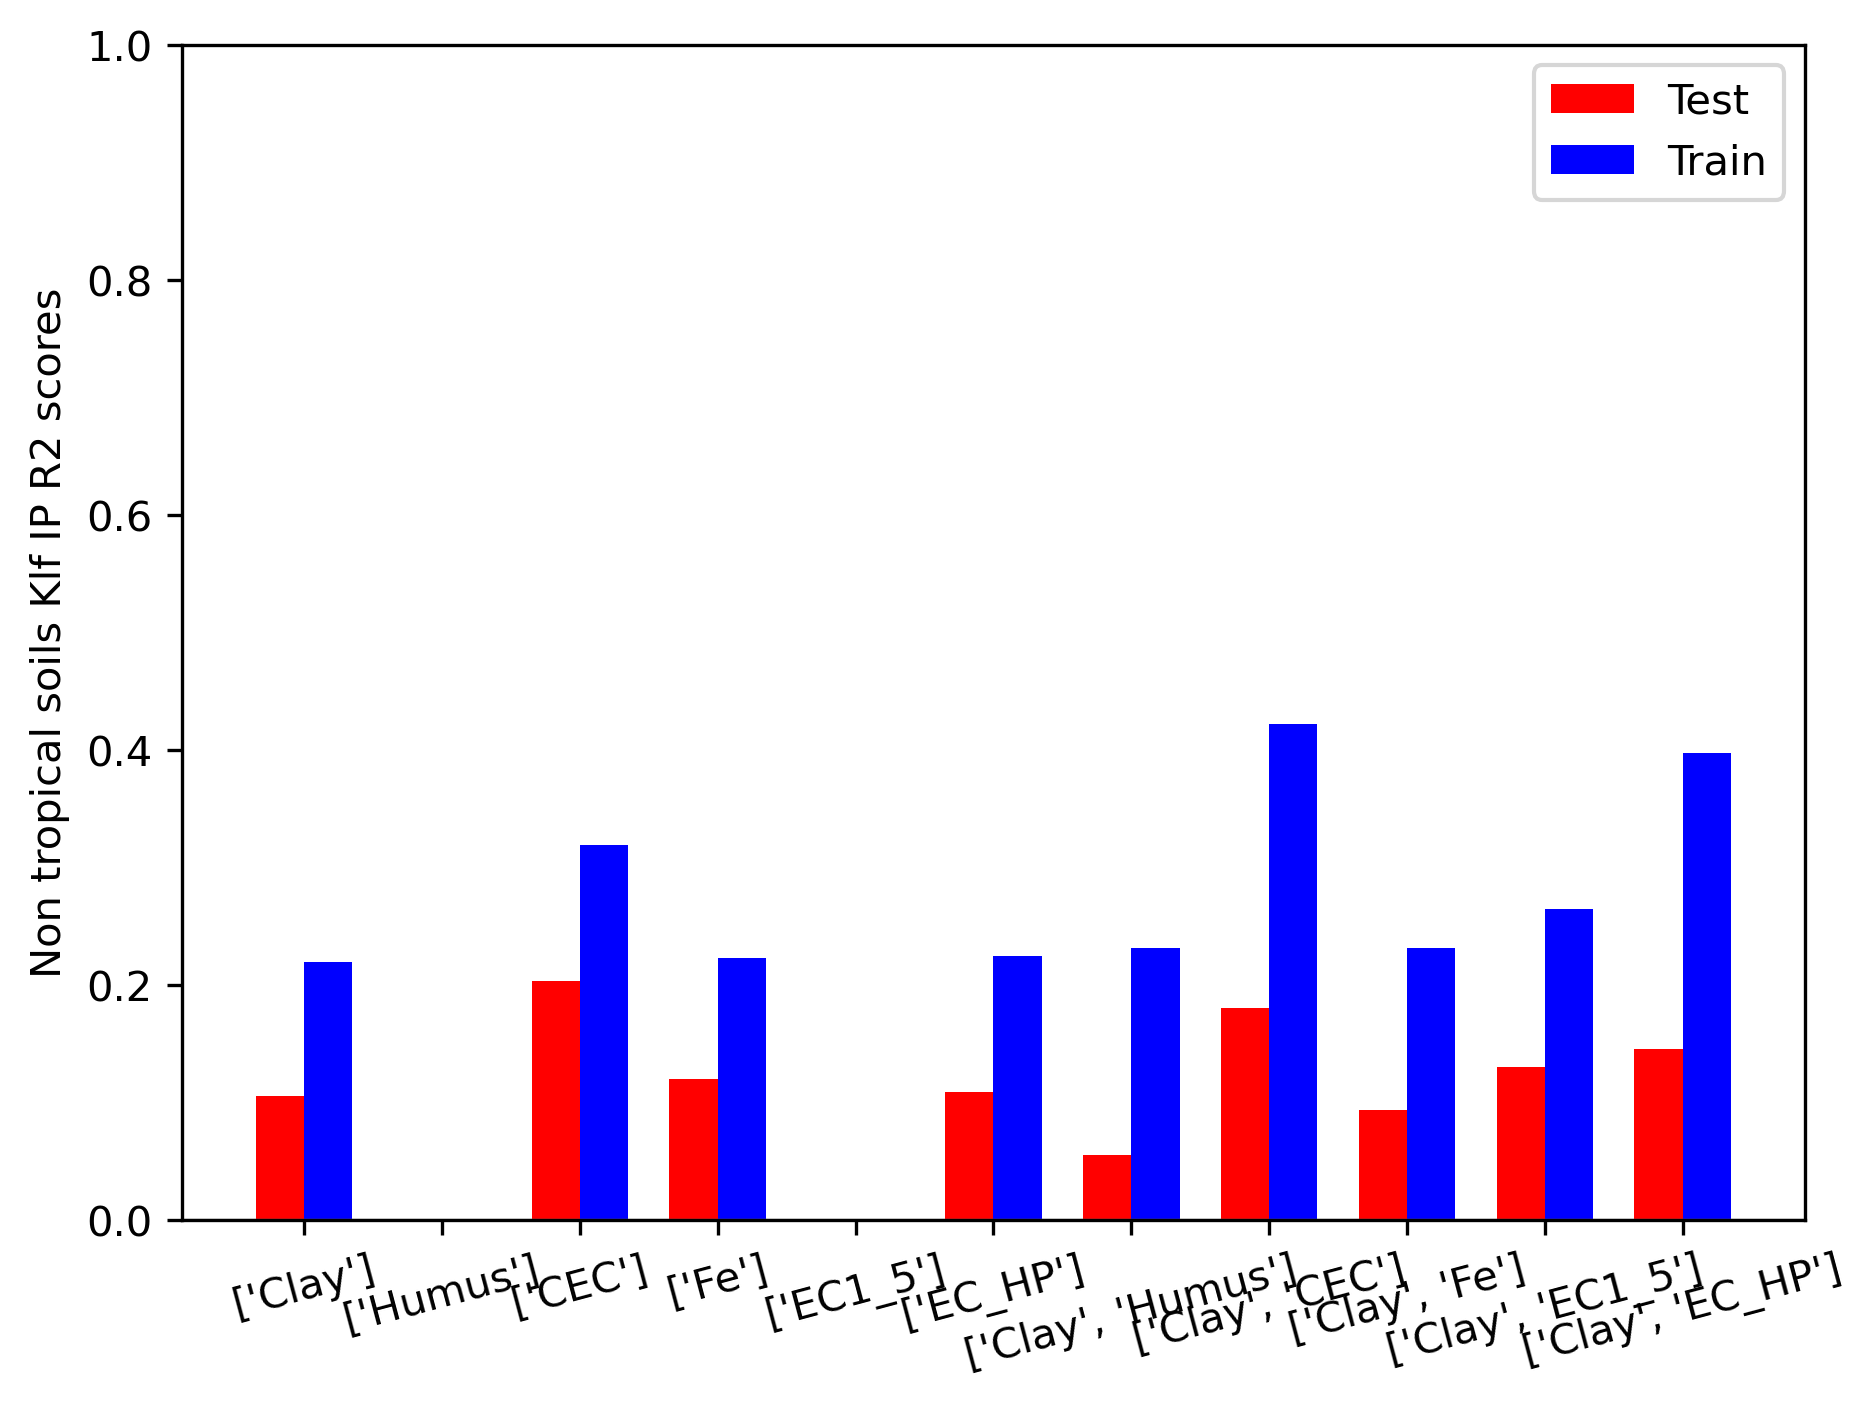 Non tropical soils Klf IP R2 scores
1.0
0.8
0.6
0.4
0.2
0.0
Test
Train
['Clay']
['Humus']
['CEC']
['Fe']
['EC1_5']
['EC_HP']
['Clay', 'Humus']
['Clay', 'CEC']
['Clay', 'Fe']
['Clay', 'EC1_5']
['Clay', 'EC_HP']